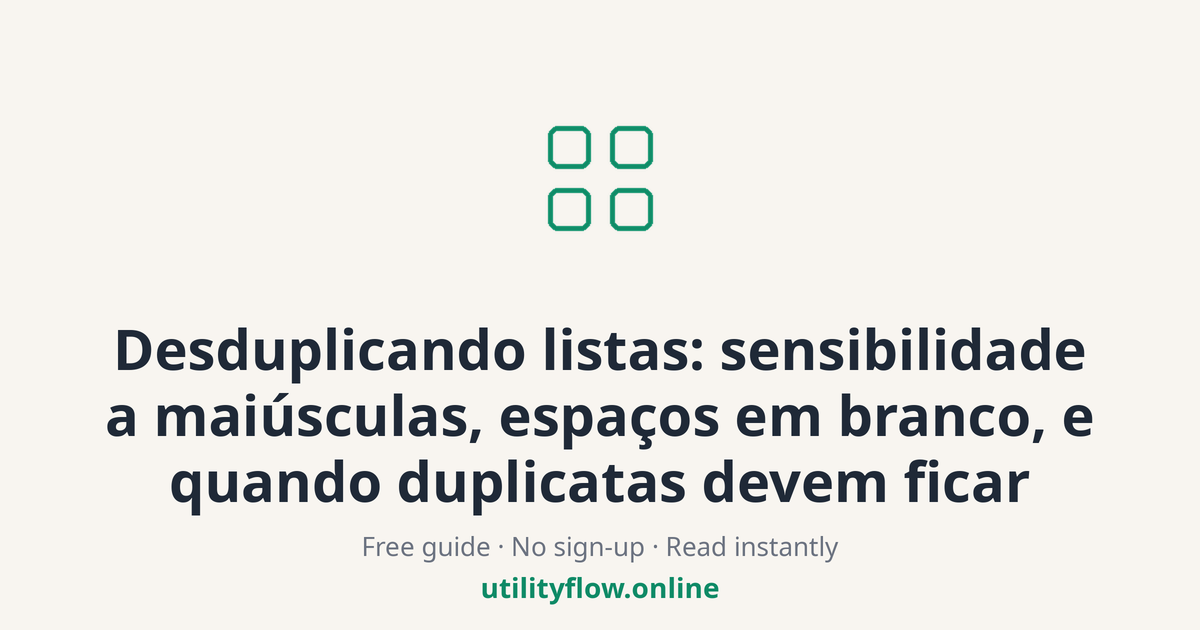 Desduplicando listas: sensibilidade
a maiúsculas, espaços em branco, e
quando duplicatas devem ficar
Free guide · No sign-up · Read instantly
utilityflow.online